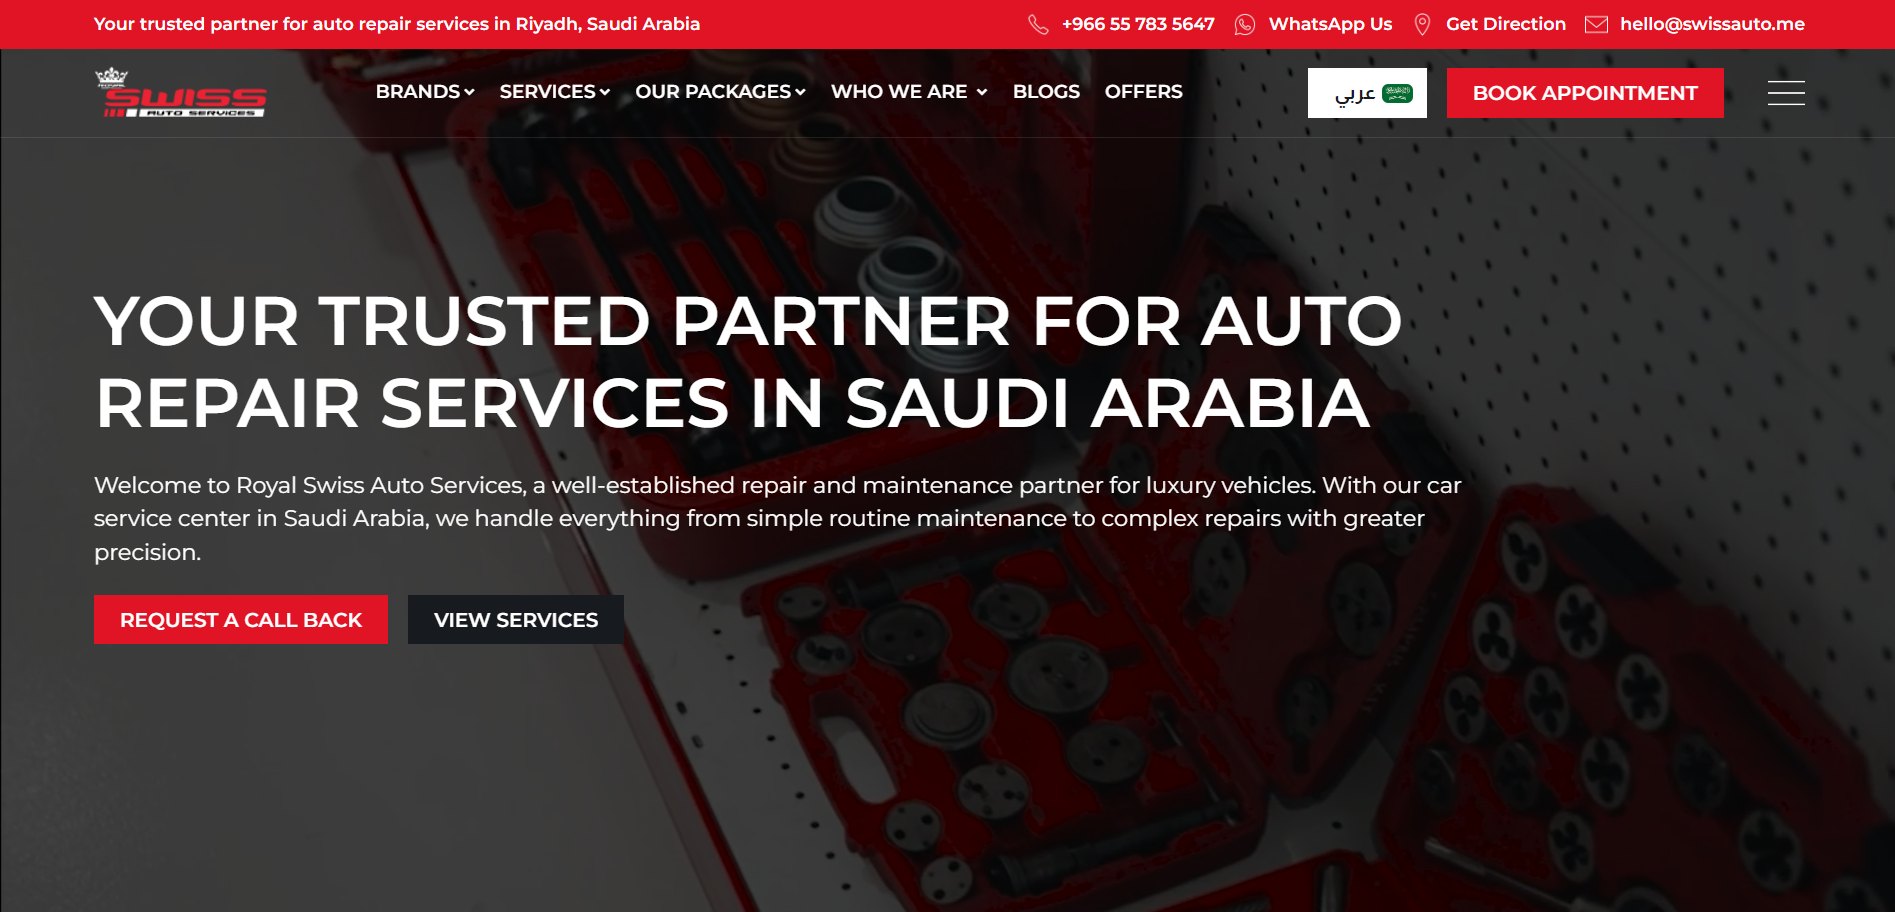 Your trusted partner for auto repair services in Riyadh, Saudi Arabia
+966 55 783 5647
WhatsApp Us
Get Direction
hello@swissauto.me
SWISS
AUTO SERVICES
BRANDS
SERVICES
OUR PACKAGES
WHO WE ARE
BLOGS
OFFERS
عربي
BOOK APPOINTMENT
YOUR TRUSTED PARTNER FOR AUTO
REPAIR SERVICES IN SAUDI ARABIA
Welcome to Royal Swiss Auto Services, a well-established repair and maintenance partner for luxury vehicles. With our car
service center in Saudi Arabia, we handle everything from simple routine maintenance to complex repairs with greater
precision.
REQUEST A CALL BACK
VIEW SERVICES